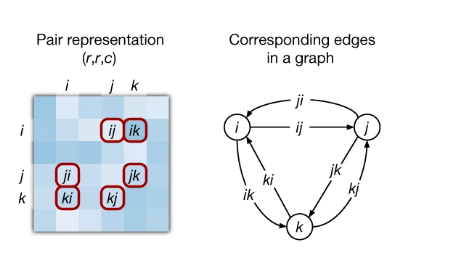 Pair representation
(r,r,c)
i j k
i ij ik
j ji jk
k ki kj
Corresponding edges
in a graph
ji
i ij j
ki jk
ik kj
k